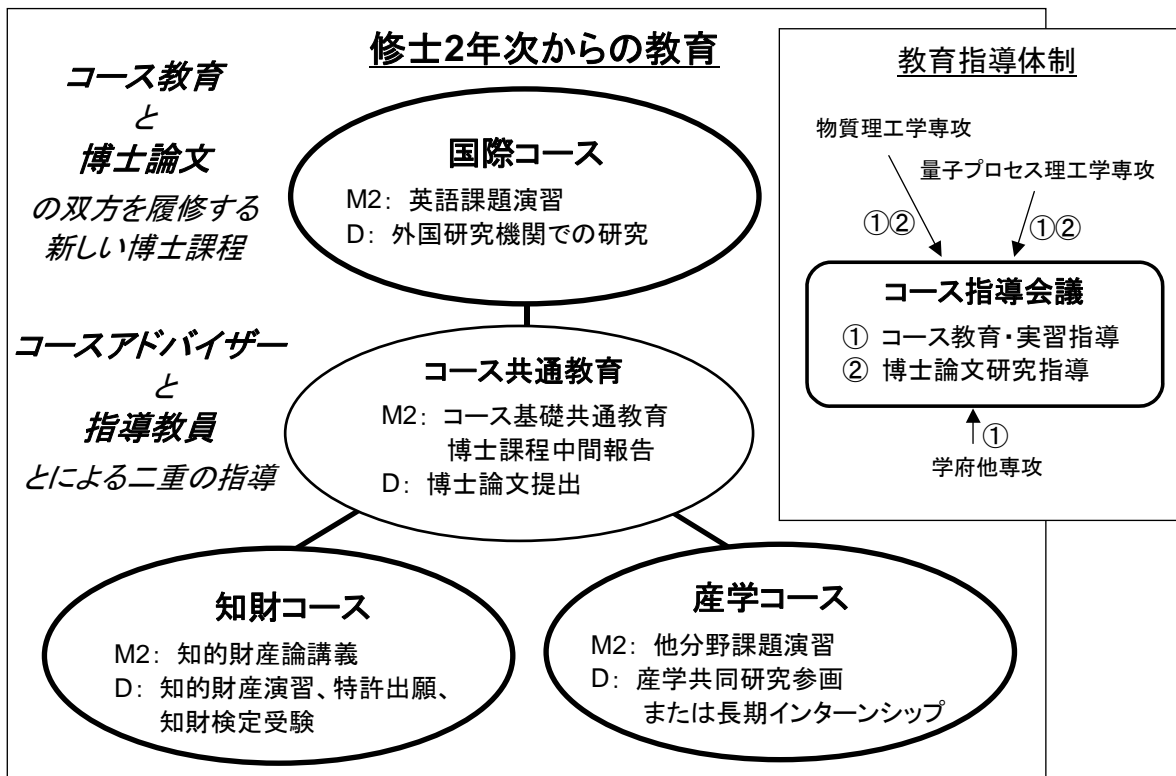 修士2年次からの教育
コース教育
と
博士論文
の双方を履修する
新しい博士課程
コースアドバイザー
と
指導教員
とによる二重の指導
国際コース
M2: 英語課題演習
D: 外国研究機関での研究
コース共通教育
M2: コース基礎共通教育
博士課程中間報告
D: 博士論文提出
知財コース
M2: 知的財産論講義
D: 知的財産演習、特許出願、
知財検定受験
産学コース
M2: 他分野課題演習
D: 産学共同研究参画
または長期インターンシップ
教育指導体制
物質理工学専攻
量子プロセス理工学専攻
①②
①②
コース指導会議
① コース教育・実習指導
② 博士論文研究指導
①
学府他専攻